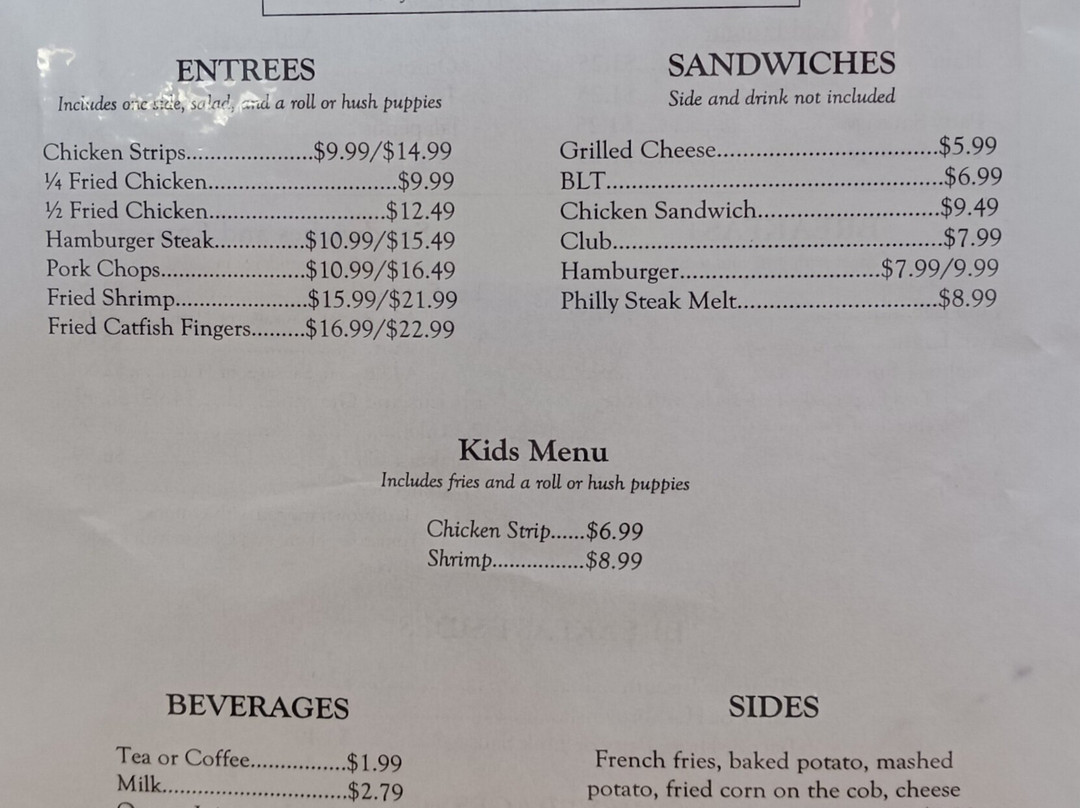 ENTREES
Includes one side, salad, and a roll or hush puppies
Chicken Strips.....................$9.99/$14.99
¼ Fried Chicken...............................$9.99
½ Fried Chicken.............................$12.49
Hamburger Steak...............$10.99/$15.49
Pork Chops........................$10.99/$16.49
Fried Shrimp......................$15.99/$21.99
Fried Catfish Fingers.........$16.99/$22.99
SANDWICHES
Side and drink not included
Grilled Cheese....................................$5.99
BLT......................................................$6.99
Chicken Sandwich..............................$9.49
Club.....................................................$7.99
Hamburger.................................$7.99/9.99
Philly Steak Melt.................................$8.99
Kids Menu
Includes fries and a roll or hush puppies
Chicken Strip......$6.99
Shrimp................$8.99
BEVERAGES
Tea or Coffee................$1.99
Milk...............................$2.79
SIDES
French fries, baked potato, mashed
potato, fried corn on the cob, cheese